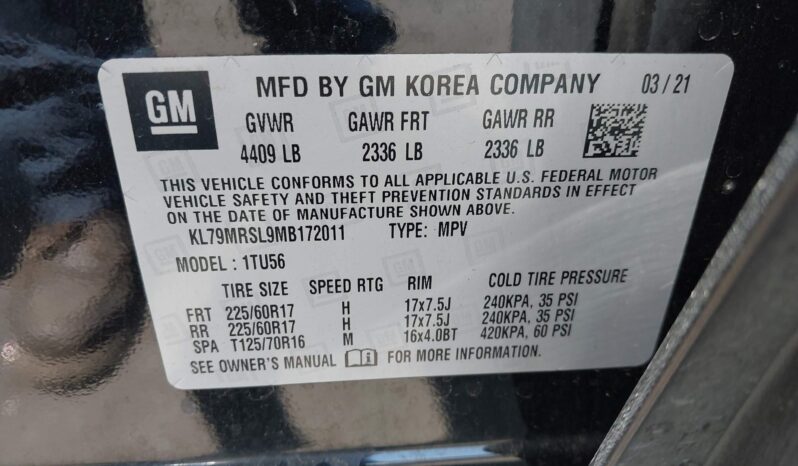 GM
MFD BY GM KOREA COMPANY 03/21
GVWR GAWR FRT GAWR RR
4409 LB 2336 LB 2336 LB
THIS VEHICLE CONFORMS TO ALL APPLICABLE U.S. FEDERAL MOTOR
VEHICLE SAFETY AND THEFT PREVENTION STANDARDS IN EFFECT
ON THE DATE OF MANUFACTURE SHOWN ABOVE.
KL79MRSL9MB172011 TYPE: MPV
MODEL : 1TU56
TIRE SIZE SPEED RTG RIM COLD TIRE PRESSURE
FRT 225/60R17 H 17x7.5J 240KPA, 35 PSI
RR 225/60R17 H 17x7.5J 240KPA, 35 PSI
SPA T125/70R16 M 16x4.0BT 420KPA, 60 PSI
SEE OWNER'S MANUAL FOR MORE INFORMATION.